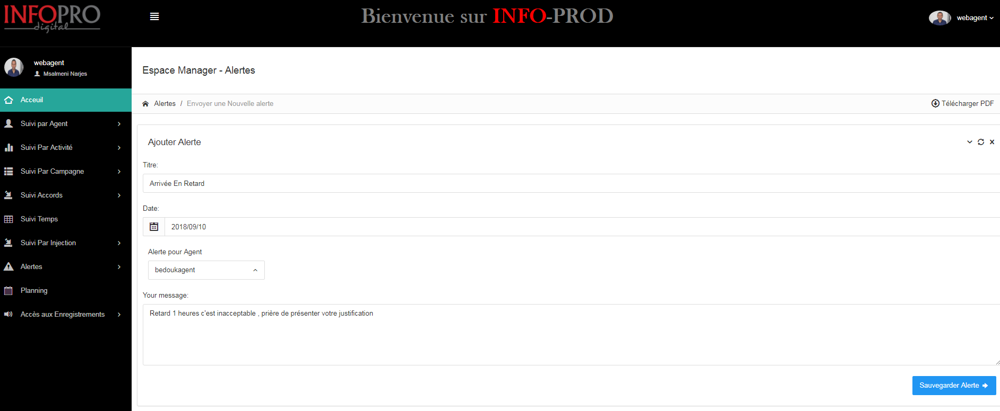 INFOPRO
digital
Bienvenue sur INFO-PROD
webagent
webagent
Msalmeni Narjes
Acceuil
Suivi par Agent
Suivi Par Activité
Suivi Par Campagne
Suivi Accords
Suivi Temps
Suivi Par Injection
Alertes
Planning
Accès aux Enregistrements
Espace Manager - Alertes
Alertes / Envoyer une Nouvelle alerte
Télécharger PDF
Ajouter Alerte
Titre:
Arrivée En Retard
Date:
2018/09/10
Alerte pour Agent
bedoukagent
Your message:
Retard 1 heures c'est inacceptable , prière de présenter votre justification
Sauvegarder Alerte